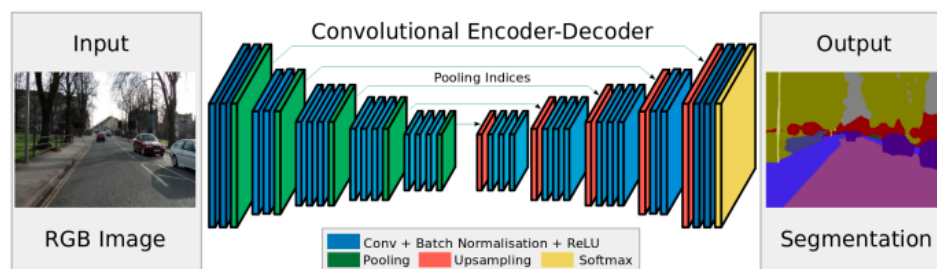 Input
Convolutional Encoder-Decoder
Output
Pooling Indices
RGB Image
Segmentation
Conv + Batch Normalisation + ReLU
Pooling Upsampling Softmax